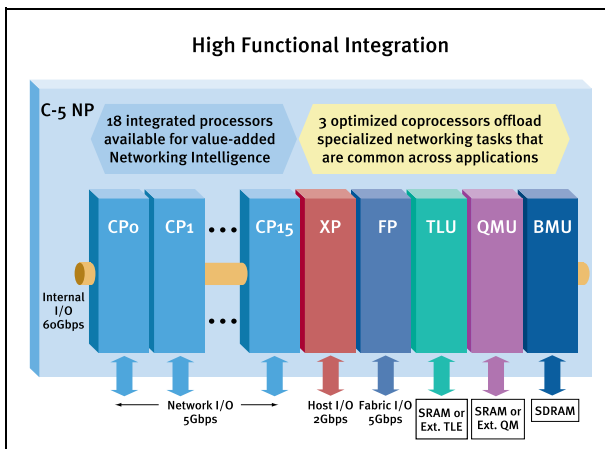 High Functional Integration
C-5 NP
18 integrated processors
available for value-added
Networking Intelligence
3 optimized coprocessors offload
specialized networking tasks that
are common across applications
CP0
CP1
•••
CP15
XP
FP
TLU
QMU
BMU
•••
Internal
I/O
60Gbps
Network I/O
5Gbps
Host I/O
2Gbps
Fabric I/O
5Gbps
SRAM or
Ext. TLE
SRAM or
Ext. QM
SDRAM